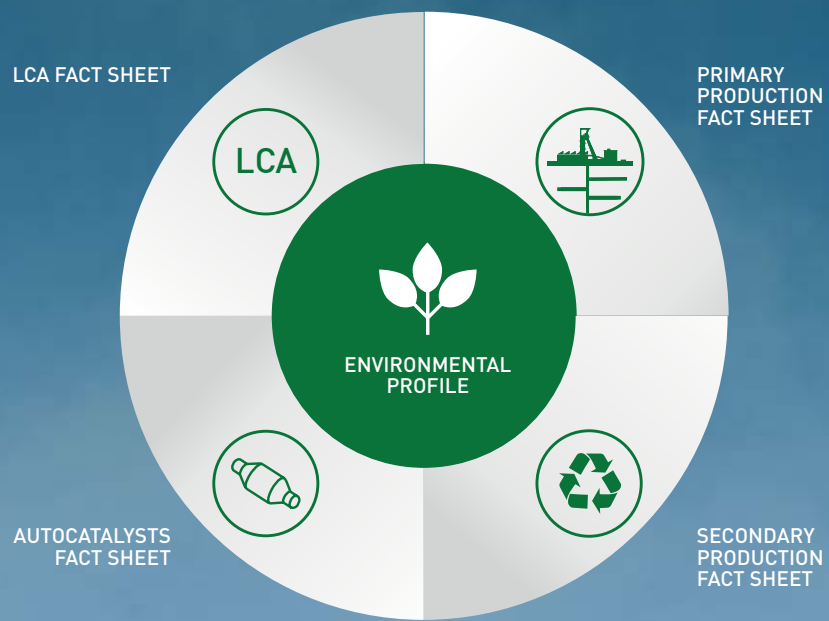 LCA FACT SHEET
PRIMARY
PRODUCTION
FACT SHEET
LCA
ENVIRONMENTAL
PROFILE
AUTOCATALYSTS
FACT SHEET
SECONDARY
PRODUCTION
FACT SHEET